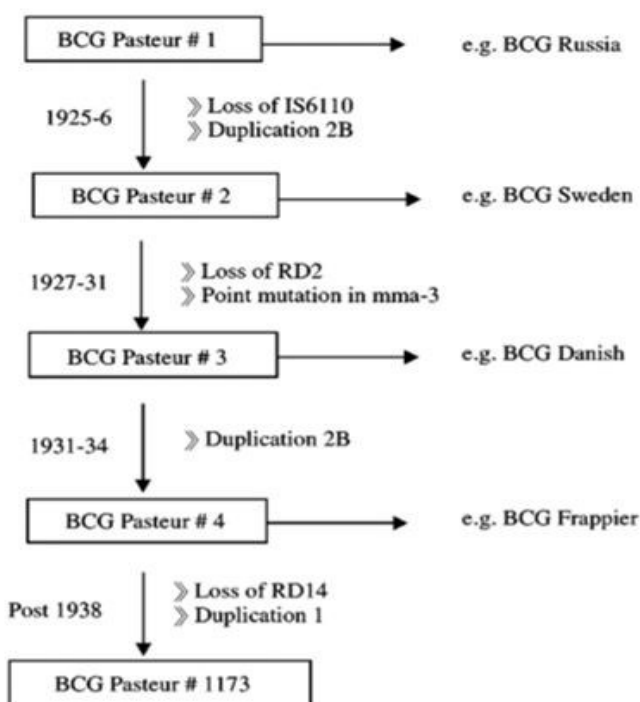 BCG Pasteur # 1
e.g. BCG Russia
1925-6
Loss of IS6110
Duplication 2B
BCG Pasteur # 2
e.g. BCG Sweden
1927-31
Loss of RD2
Point mutation in mma-3
BCG Pasteur # 3
e.g. BCG Danish
1931-34
Duplication 2B
BCG Pasteur # 4
e.g. BCG Frappier
Post 1938
Loss of RD14
Duplication 1
BCG Pasteur # 1173